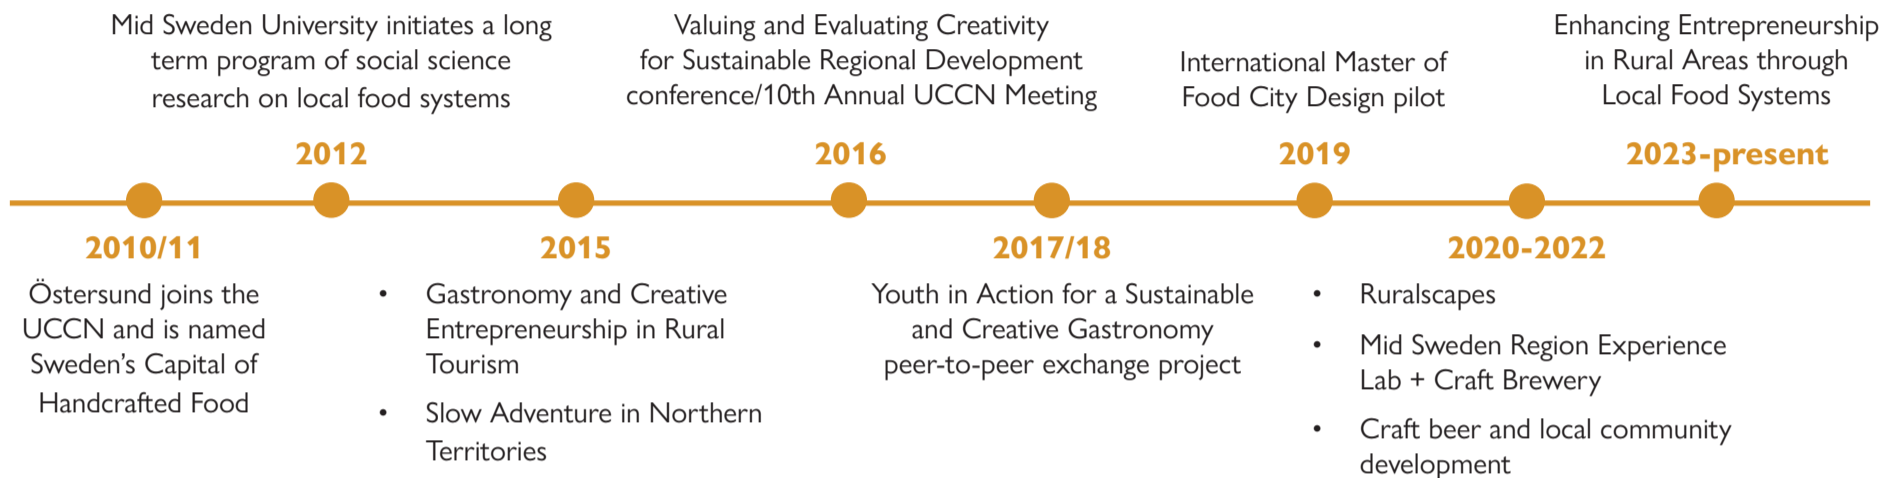 Mid Sweden University initiates a long
term program of social science
research on local food systems
Valuing and Evaluating Creativity
for Sustainable Regional Development
conference/10th Annual UCCN Meeting
International Master of
Food City Design pilot
Enhancing Entrepreneurship
in Rural Areas through
Local Food Systems
2012
2016
2019
2023-present
2010/11
2015
2017/18
2020-2022
Östersund joins the
UCCN and is named
Sweden’s Capital of
Handcrafted Food
• Gastronomy and Creative
Entrepreneurship in Rural
Tourism
• Slow Adventure in Northern
Territories
Youth in Action for a Sustainable
and Creative Gastronomy
peer-to-peer exchange project
• Ruralscapes
• Mid Sweden Region Experience
Lab + Craft Brewery
• Craft beer and local community
development